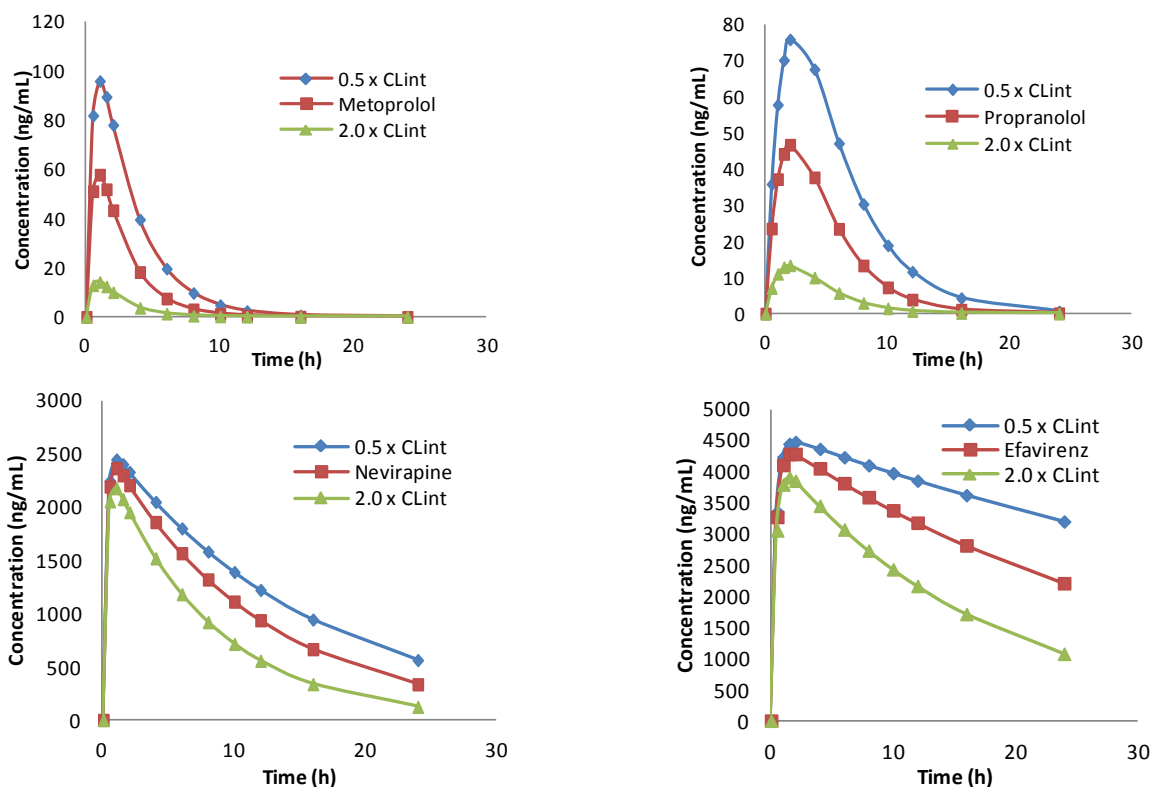 Concentration (ng/mL)
120
100
80
60
40
20
0
0
10
20
30
Time (h)
0.5 x CLint
Metoprolol
2.0 x CLint
Concentration (ng/mL)
80
70
60
50
40
30
20
10
0
0
10
20
30
Time (h)
0.5 x CLint
Propranolol
2.0 x CLint
Concentration (ng/mL)
3000
2500
2000
1500
1000
500
0
0
10
20
30
Time (h)
0.5 x CLint
Nevirapine
2.0 x CLint
Concentration (ng/mL)
5000
4500
4000
3500
3000
2500
2000
1500
1000
500
0
0
10
20
30
Time (h)
0.5 x CLint
Efavirenz
2.0 x CLint